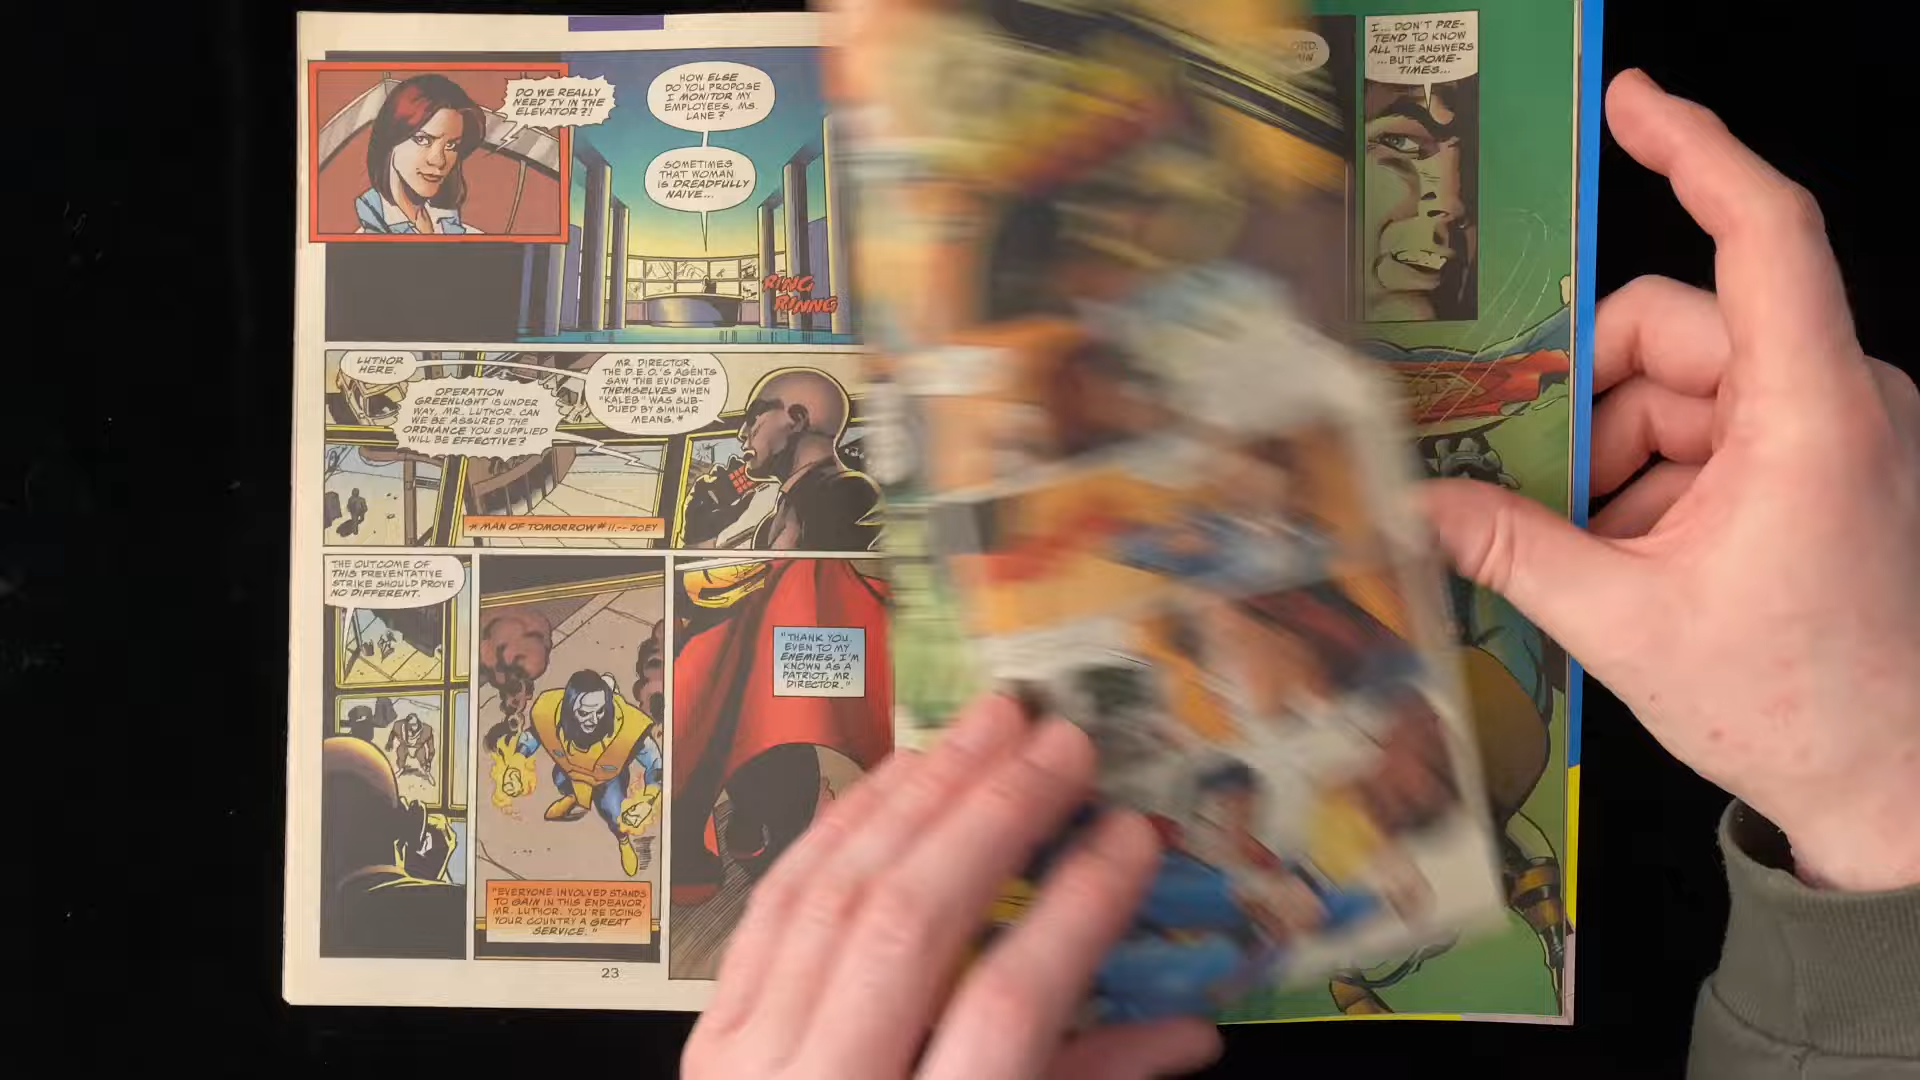 DO WE REALLY
NEED TV IN THE
ELEVATOR?!
HOW ELSE
DO YOU PROPOSE
I MONITOR MY
EMPLOYEES, MS.
LANE?
SOMETIMES
THAT WOMAN
IS DREADFULLY
NAIVE...
RING
RINNG
LUTHOR
HERE.
OPERATION
GREENLIGHT IS UNDER
WAY, MR. LUTHOR. CAN
WE BE ASSURED THE
ORDNANCE YOU SUPPLIED
WILL BE EFFECTIVE?
MR. DIRECTOR,
THE D.E.O.'S AGENTS
SAW THE EVIDENCE
THEMSELVES WHEN
"KALEB" WAS SUB-
DUED BY SIMILAR
MEANS.*
* MAN OF TOMORROW # 11.-- JOEY
THE OUTCOME OF
THIS PREVENTATIVE
STRIKE SHOULD PROVE
NO DIFFERENT.
"EVERYONE INVOLVED STANDS
TO GAIN IN THIS ENDEAVOR,
MR. LUTHOR. YOU'RE DOING
YOUR COUNTRY A GREAT
SERVICE."
"THANK YOU.
EVEN TO MY
ENEMIES, I'M
KNOWN AS A
PATRIOT, MR.
DIRECTOR."
23
I... DON'T PRE-
TEND TO KNOW
ALL THE ANSWERS
...BUT SOME-
TIMES...